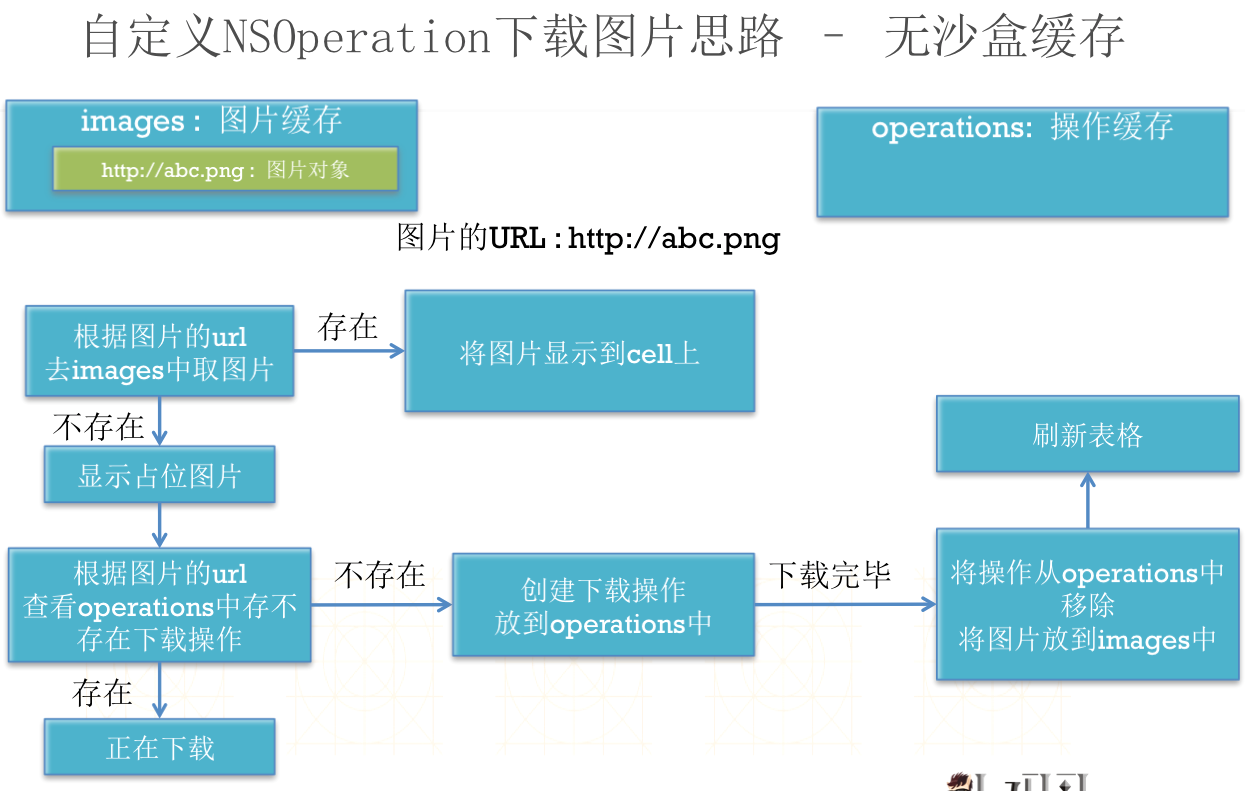 自定义NSOperation下载图片思路 – 无沙盒缓存
images : 图片缓存
http://abc.png : 图片对象
operations: 操作缓存
图片的URL : http://abc.png
根据图片的url
去images中取图片
存在
将图片显示到cell上
不存在
显示占位图片
根据图片的url
查看operations中存不
存在下载操作
不存在
创建下载操作
放到operations中
下载完毕
将操作从operations中
移除
将图片放到images中
刷新表格
存在
正在下载